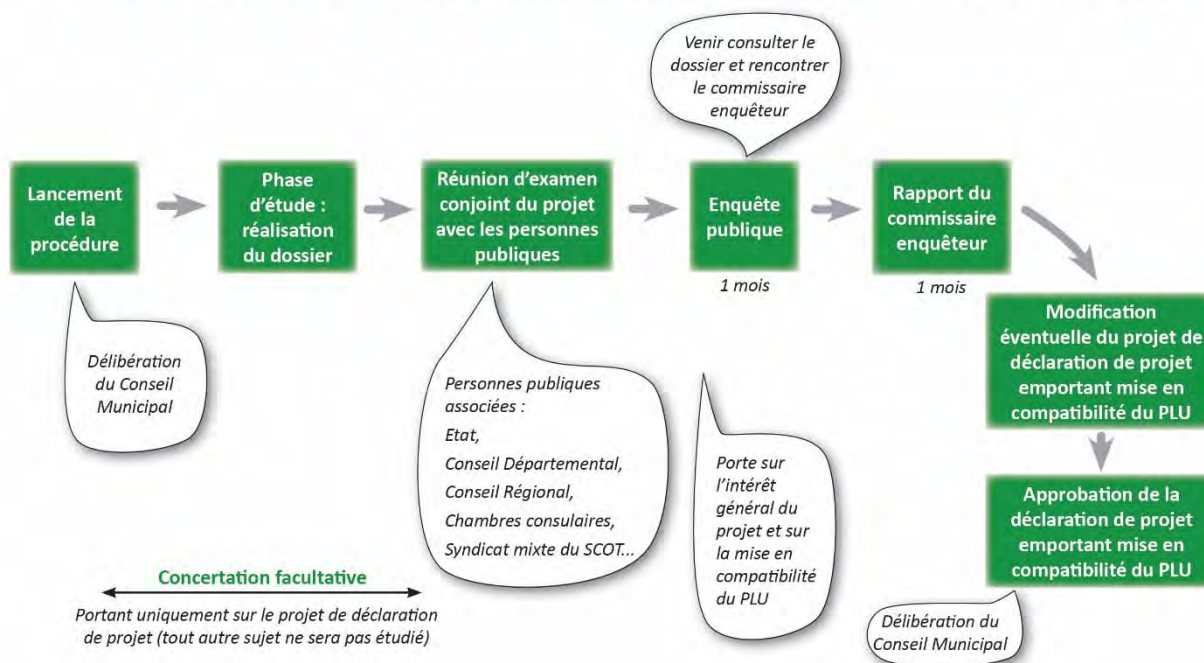 Venir consulter le
dossier et rencontrer
le commissaire
enquêteur
Lancement
de la
procédure
Phase
d'étude :
réalisation
du dossier
Réunion d'examen
conjoint du projet
avec les personnes
publiques
Enquête
publique
1 mois
Rapport du
commissaire
enquêteur
1 mois
Délibération
du Conseil
Municipal
Personnes publiques
associées :
Etat,
Conseil Départemental,
Conseil Régional,
Chambres consulaires,
Syndicat mixte du SCOT...
Porte sur
l'intérêt
général du
projet et sur
la mise en
compatibilité
du PLU
Modification
éventuelle du projet de
déclaration de projet
emportant mise en
compatibilité du PLU
Approbation de la
déclaration de projet
emportant mise en
compatibilité du PLU
Délibération du
Conseil Municipal
Concertation facultative
Portant uniquement sur le projet de déclaration
de projet (tout autre sujet ne sera pas étudié)